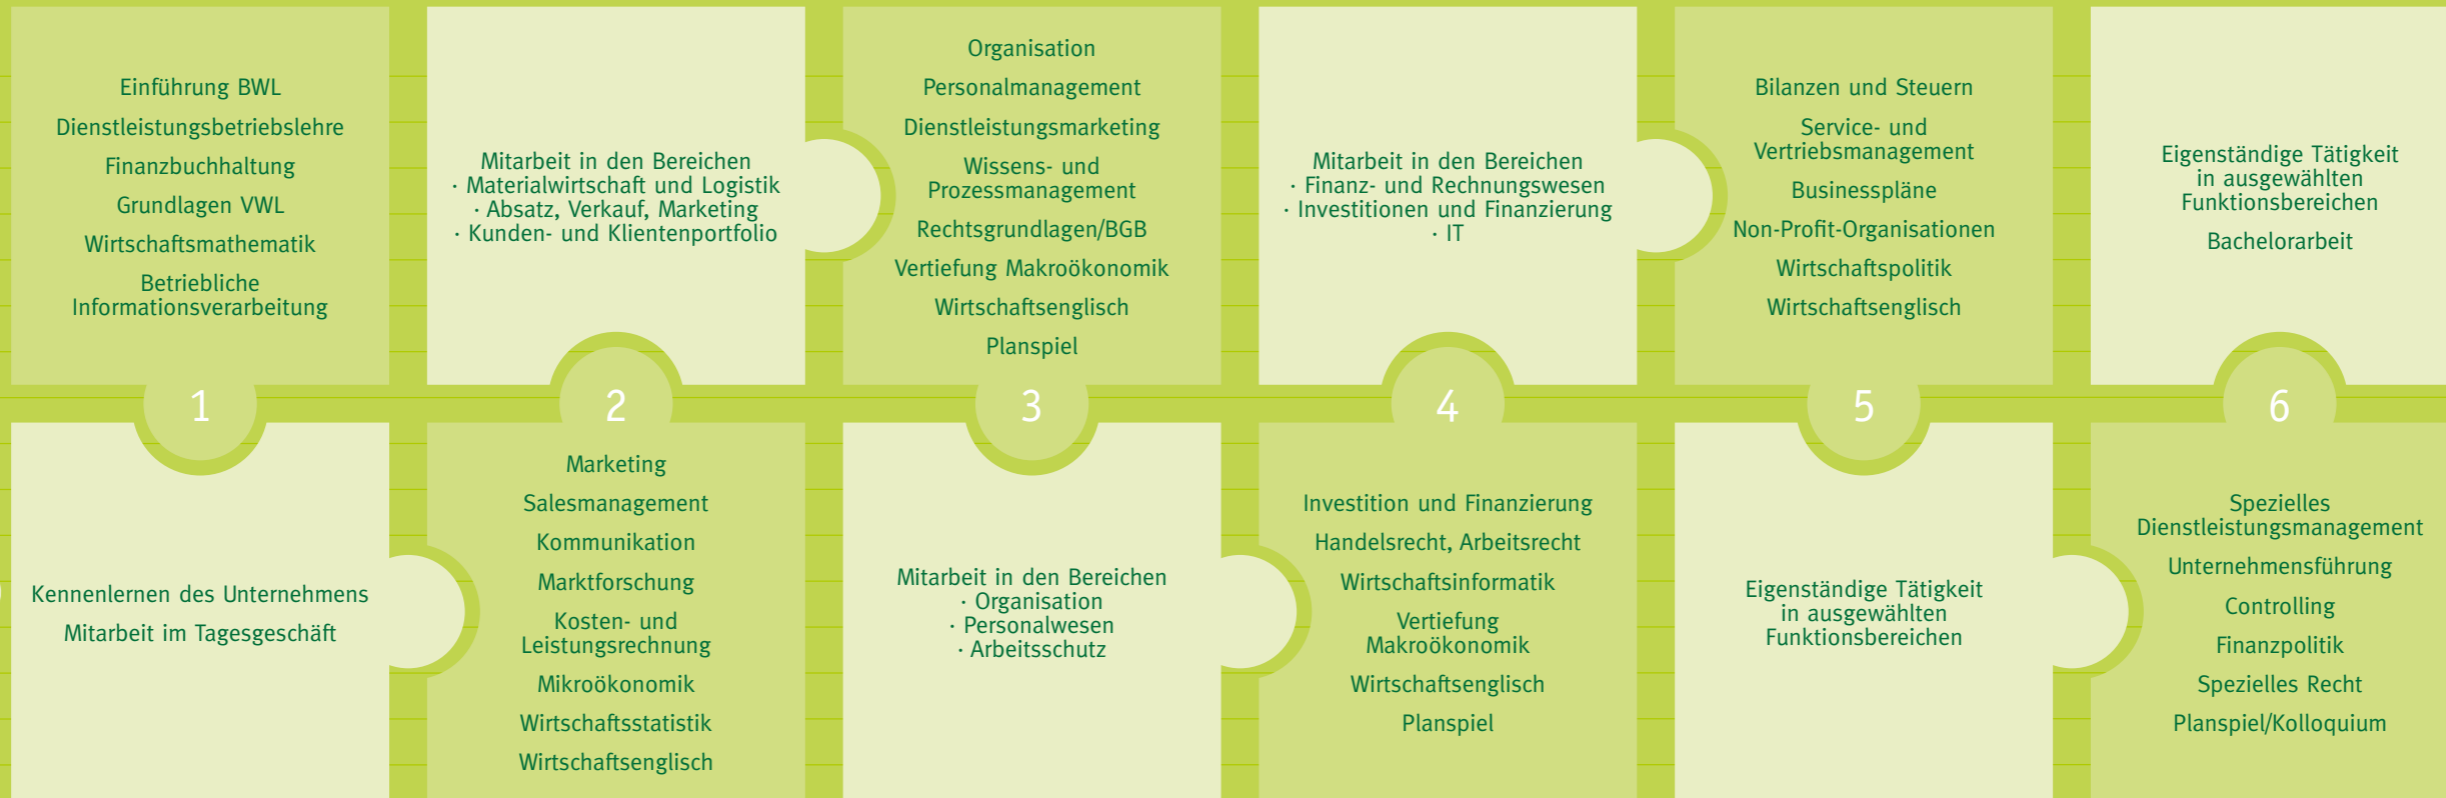 Einführung BWL
Dienstleistungsbetriebslehre
Finanzbuchhaltung
Grundlagen VWL
Wirtschaftsmathematik
Betriebliche
Informationsverarbeitung
1
Kennenlernen des Unternehmens
Mitarbeit im Tagesgeschäft
Mitarbeit in den Bereichen
· Materialwirtschaft und Logistik
· Absatz, Verkauf, Marketing
· Kunden- und Klientenportfolio
2
Marketing
Salesmanagement
Kommunikation
Marktforschung
Kosten- und
Leistungsrechnung
Mikroökonomik
Wirtschaftsstatistik
Wirtschaftsenglisch
Organisation
Personalmanagement
Dienstleistungsmarketing
Wissens- und
Prozessmanagement
Rechtsgrundlagen/BGB
Vertiefung Makroökonomik
Wirtschaftsenglisch
Planspiel
3
Mitarbeit in den Bereichen
· Organisation
· Personalwesen
· Arbeitsschutz
Mitarbeit in den Bereichen
· Finanz- und Rechnungswesen
· Investitionen und Finanzierung
· IT
4
Investition und Finanzierung
Handelsrecht, Arbeitsrecht
Wirtschaftsinformatik
Vertiefung
Makroökonomik
Wirtschaftsenglisch
Planspiel
Bilanzen und Steuern
Service- und
Vertriebsmanagement
Businesspläne
Non-Profit-Organisationen
Wirtschaftspolitik
Wirtschaftsenglisch
5
Eigenständige Tätigkeit
in ausgewählten
Funktionsbereichen
Eigenständige Tätigkeit
in ausgewählten
Funktionsbereichen
Bachelorarbeit
6
Spezielles
Dienstleistungsmanagement
Unternehmensführung
Controlling
Finanzpolitik
Spezielles Recht
Planspiel/Kolloquium